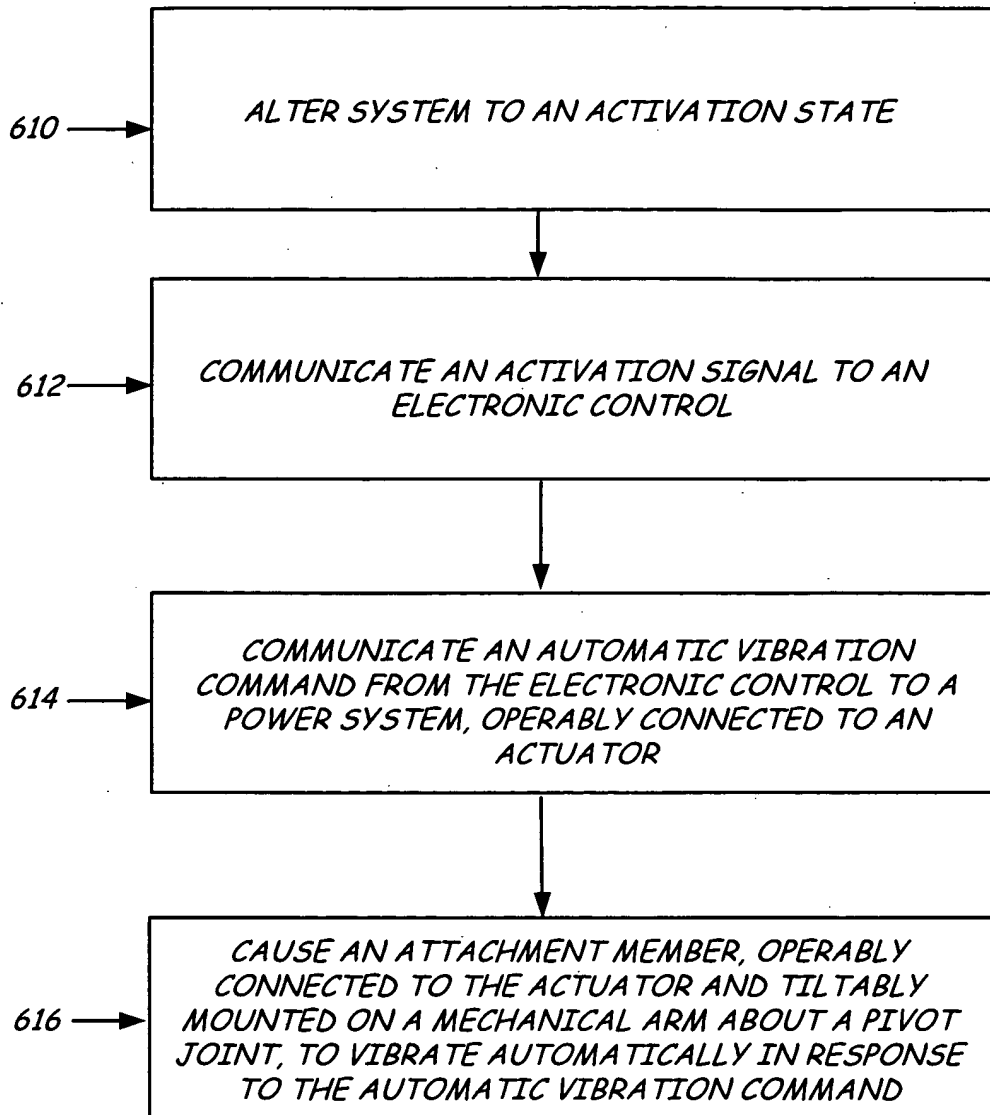 610
ALTER SYSTEM TO AN ACTIVATION STATE
612
COMMUNICATE AN ACTIVATION SIGNAL TO AN
ELECTRONIC CONTROL
614
COMMUNICATE AN AUTOMATIC VIBRATION
COMMAND FROM THE ELECTRONIC CONTROL TO A
POWER SYSTEM, OPERABLY CONNECTED TO AN
ACTUATOR
616
CAUSE AN ATTACHMENT MEMBER, OPERABLY
CONNECTED TO THE ACTUATOR AND TILTABLY
MOUNTED ON A MECHANICAL ARM ABOUT A PIVOT
JOINT, TO VIBRATE AUTOMATICALLY IN RESPONSE
TO THE AUTOMATIC VIBRATION COMMAND